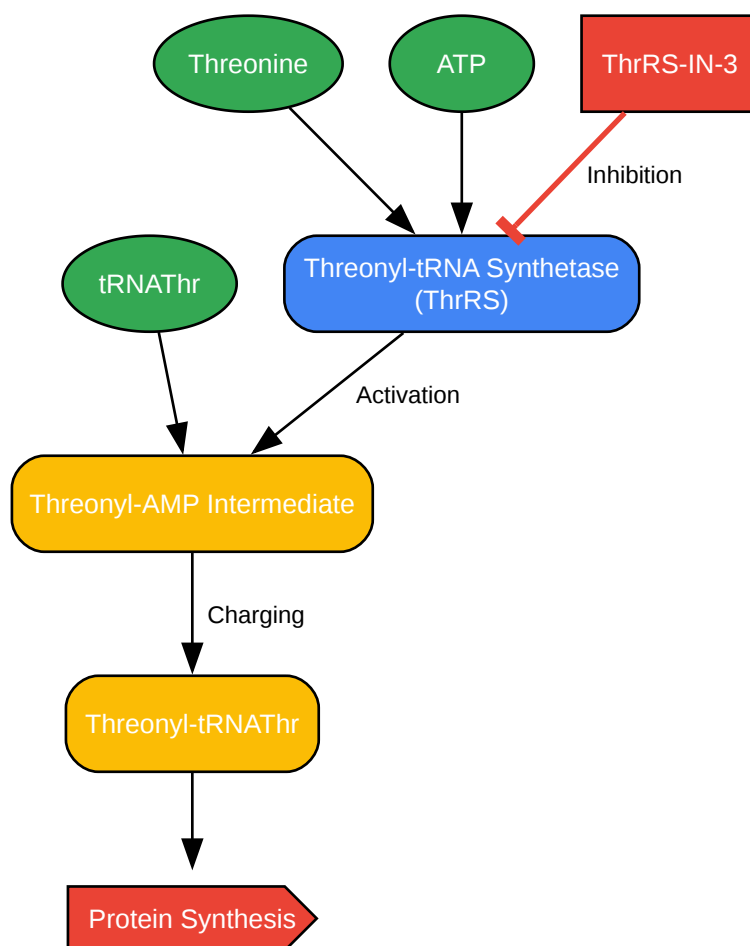 Threonine
ATP
ThrRS-IN-3
Inhibition
tRNAThr
Threonyl-tRNA Synthetase
(ThrRS)
Activation
Threonyl-AMP Intermediate
Charging
Threonyl-tRNAThr
Protein Synthesis